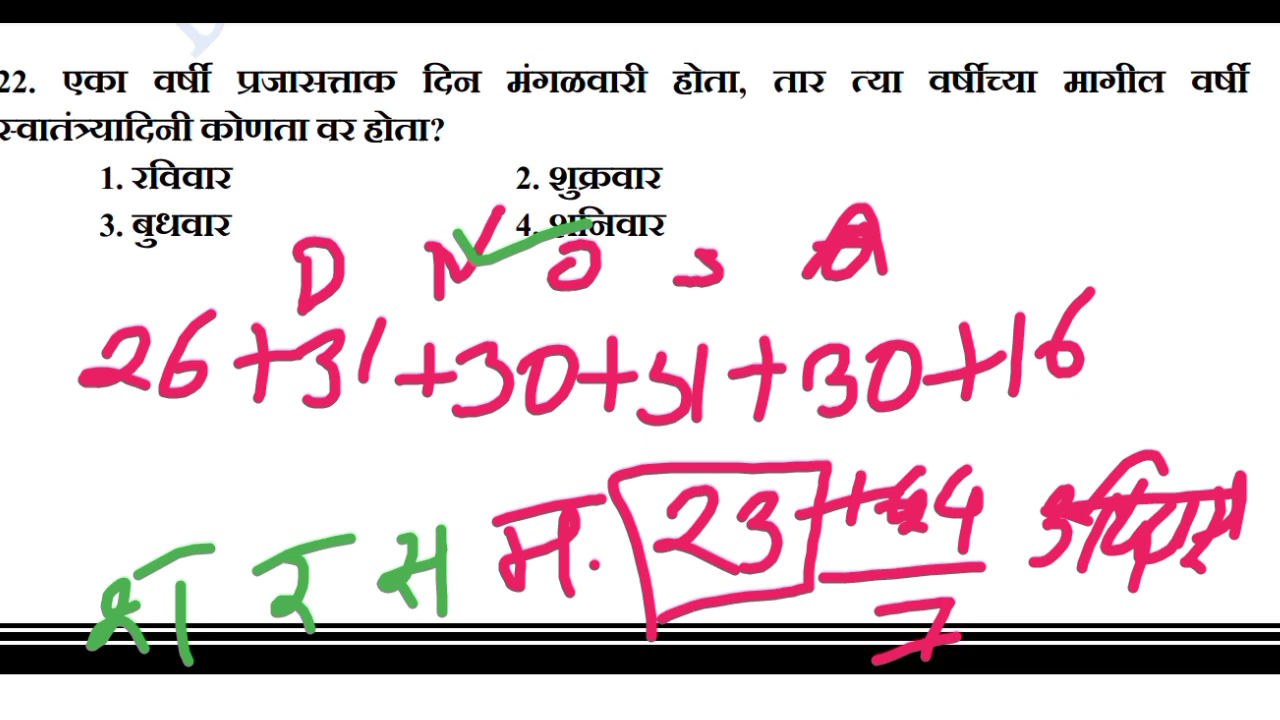 22. एका वर्षी प्रजासत्ताक दिन मंगळवारी होता, तार त्या वर्षीच्या मागील वर्षी
स्वातंत्र्यादिनी कोणता वर होता?
1. रविवार 2. शुक्रवार
3. बुधवार 4. शनिवार
D N O S A
26+31+30+31+30+16
श र स म. 23
7